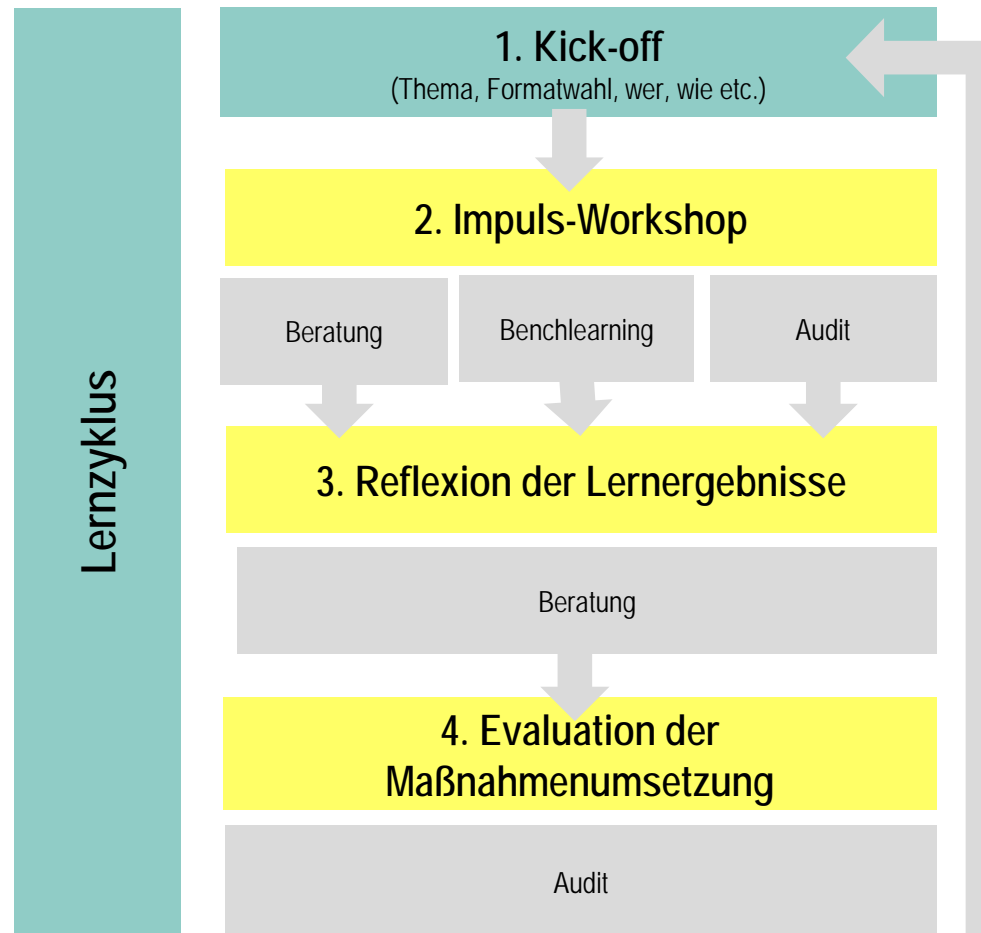 Lernzyklus
1. Kick-off
(Thema, Formatwahl, wer, wie etc.)
2. Impuls-Workshop
Beratung
Benchlearning
Audit
3. Reflexion der Lernergebnisse
Beratung
4. Evaluation der
Maßnahmenumsetzung
Audit